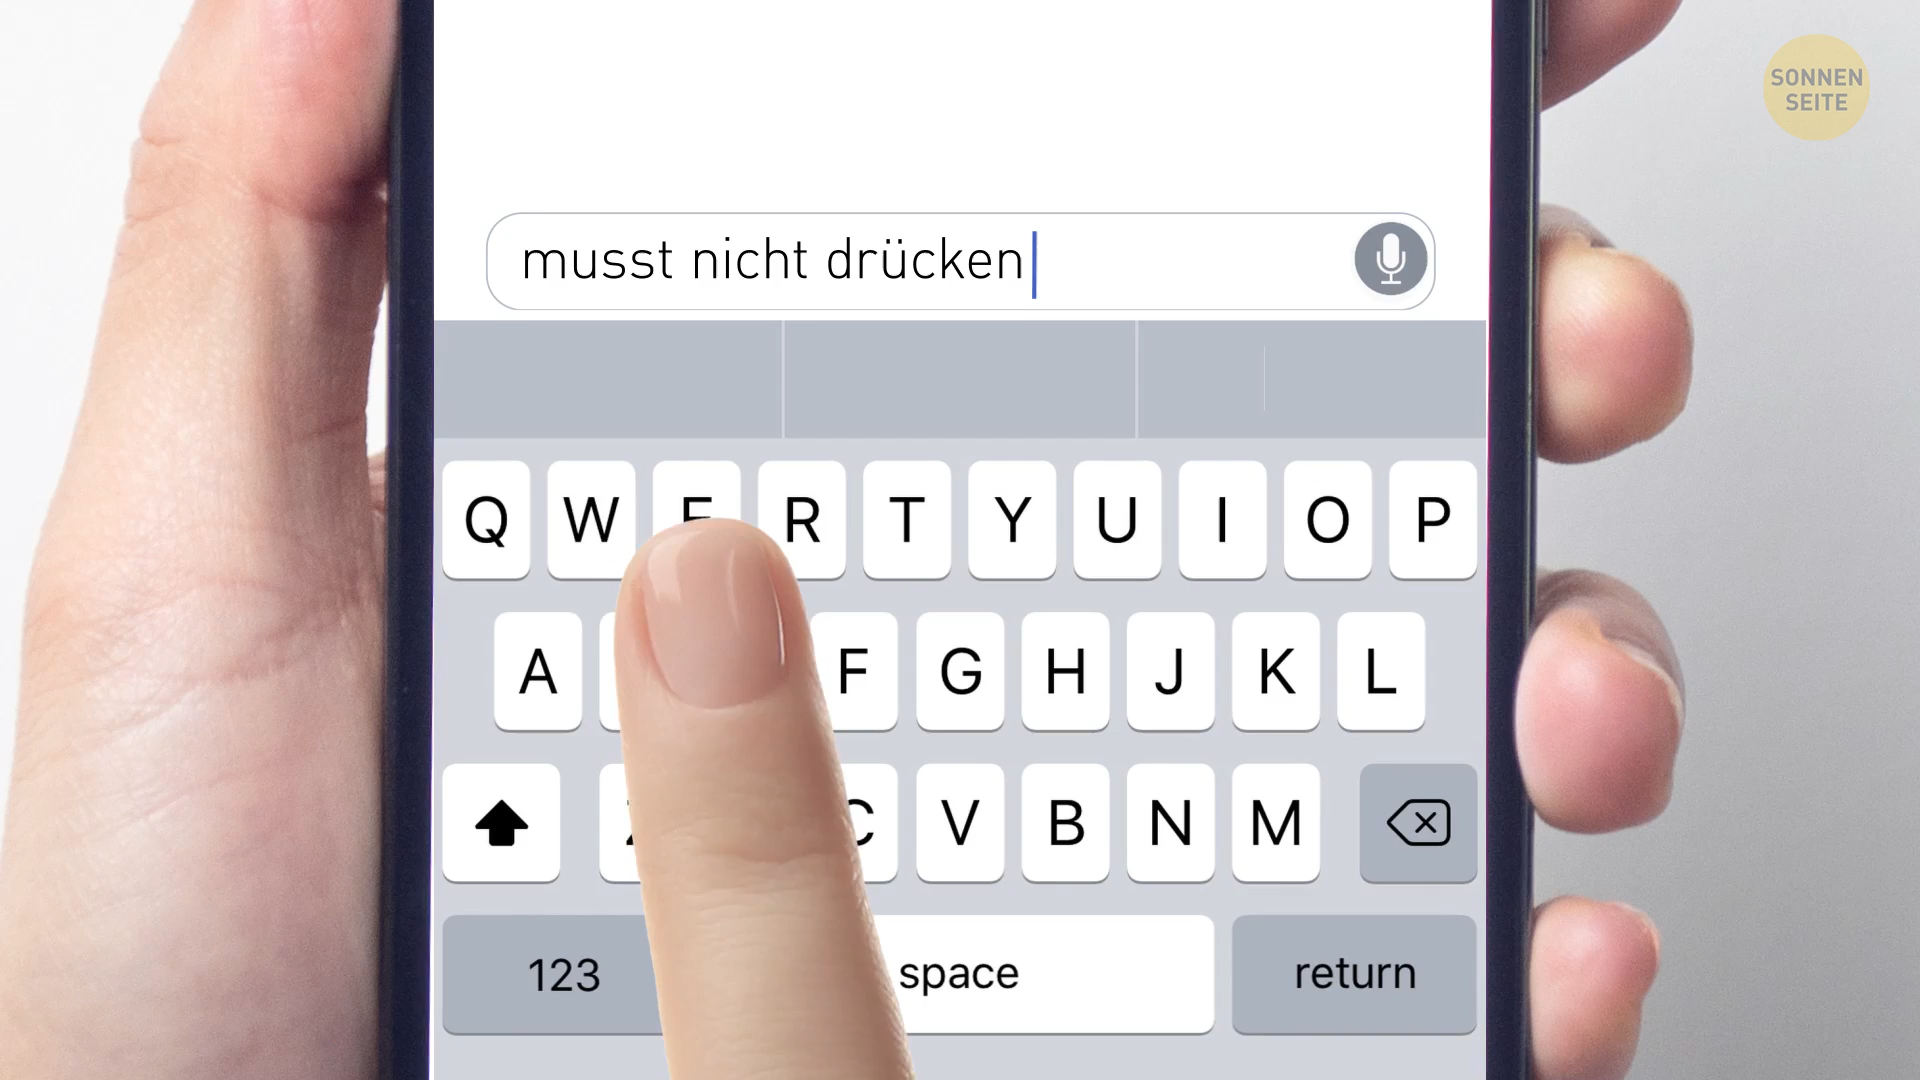 SONNEN
SEITE
musst nicht drücken
Q W E R T Y U I O P
A F G H J K L
C V B N M
123 space return